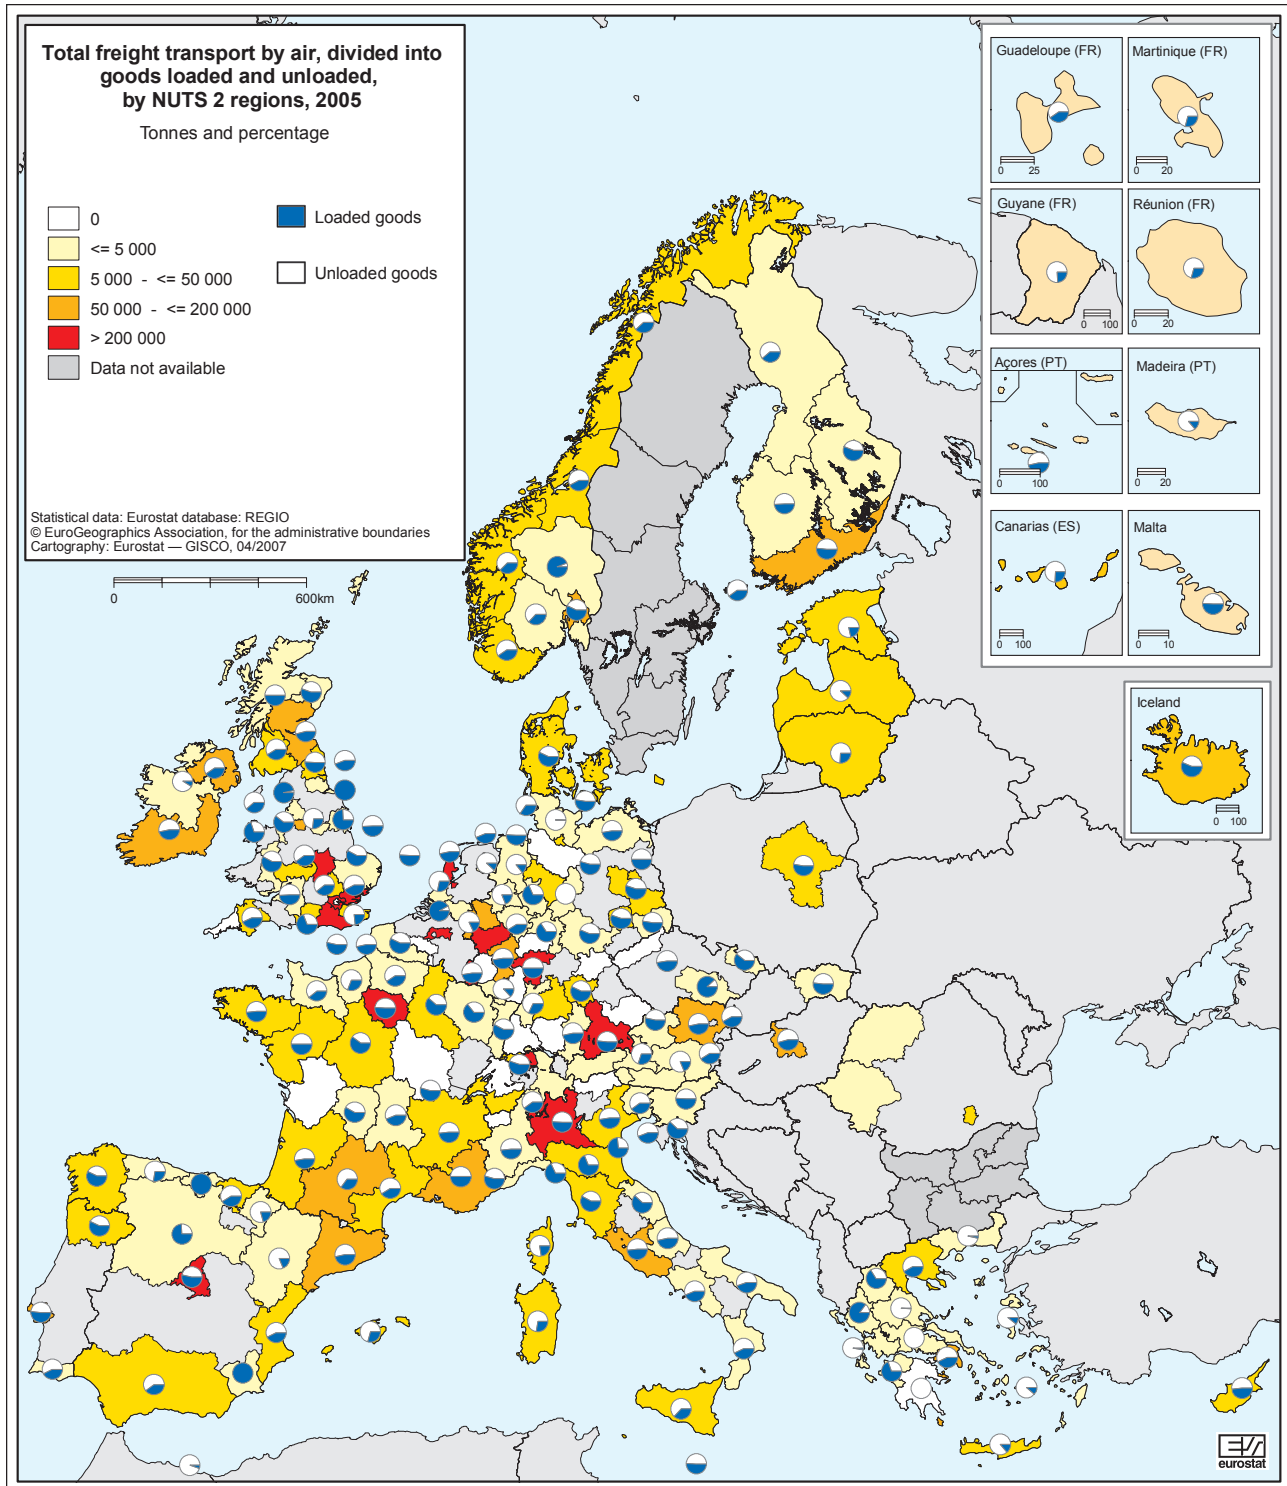 Total freight transport by air, divided into
goods loaded and unloaded,
by NUTS 2 regions, 2005
Tonnes and percentage
0
<= 5 000
5 000 - <= 50 000
50 000 - <= 200 000
> 200 000
Data not available
Loaded goods
Unloaded goods
Statistical data: Eurostat database: REGIO
© EuroGeographics Association, for the administrative boundaries
Cartography: Eurostat — GISCO, 04/2007
0 600km
Guadeloupe (FR)
0 25
Martinique (FR)
0 20
Guyane (FR)
0 100
Réunion (FR)
0 20
Açores (PT)
0 100
Madeira (PT)
0 20
Canarias (ES)
0 100
Malta
0 10
Iceland
0 100
eurostat